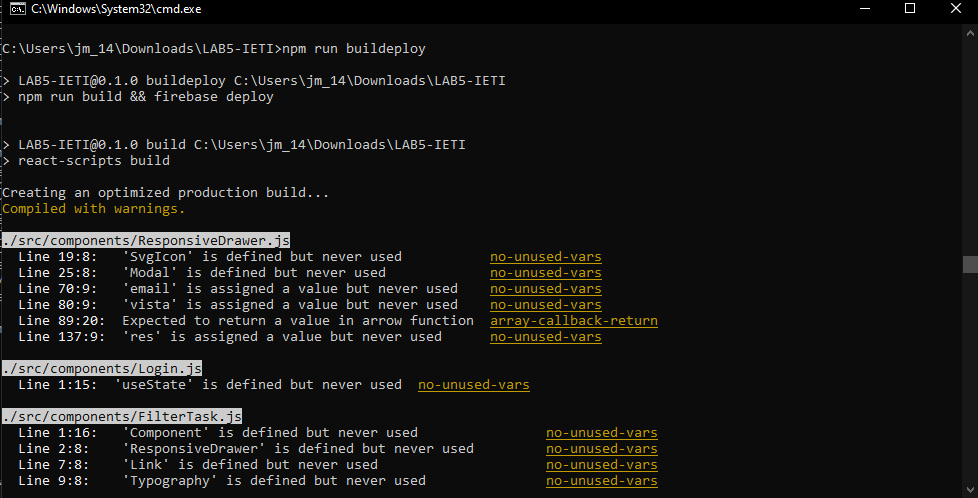 C:\Windows\System32\cmd.exe
C:\Users\jm_14\Downloads\LAB5-IETI>npm run buildeploy
> LAB5-IETI@0.1.0 buildeploy C:\Users\jm_14\Downloads\LAB5-IETI
> npm run build && firebase deploy
> LAB5-IETI@0.1.0 build C:\Users\jm_14\Downloads\LAB5-IETI
> react-scripts build
Creating an optimized production build...
Compiled with warnings.
./src/components/ResponsiveDrawer.js
Line 19:8: 'SvgIcon' is defined but never used no-unused-vars
Line 25:8: 'Modal' is defined but never used no-unused-vars
Line 70:9: 'email' is assigned a value but never used no-unused-vars
Line 80:9: 'vista' is assigned a value but never used no-unused-vars
Line 89:20: Expected to return a value in arrow function array-callback-return
Line 137:9: 'res' is assigned a value but never used no-unused-vars
./src/components/Login.js
Line 1:15: 'useState' is defined but never used no-unused-vars
./src/components/FilterTask.js
Line 1:16: 'Component' is defined but never used no-unused-vars
Line 2:8: 'ResponsiveDrawer' is defined but never used no-unused-vars
Line 7:8: 'Link' is defined but never used no-unused-vars
Line 9:8: 'Typography' is defined but never used no-unused-vars